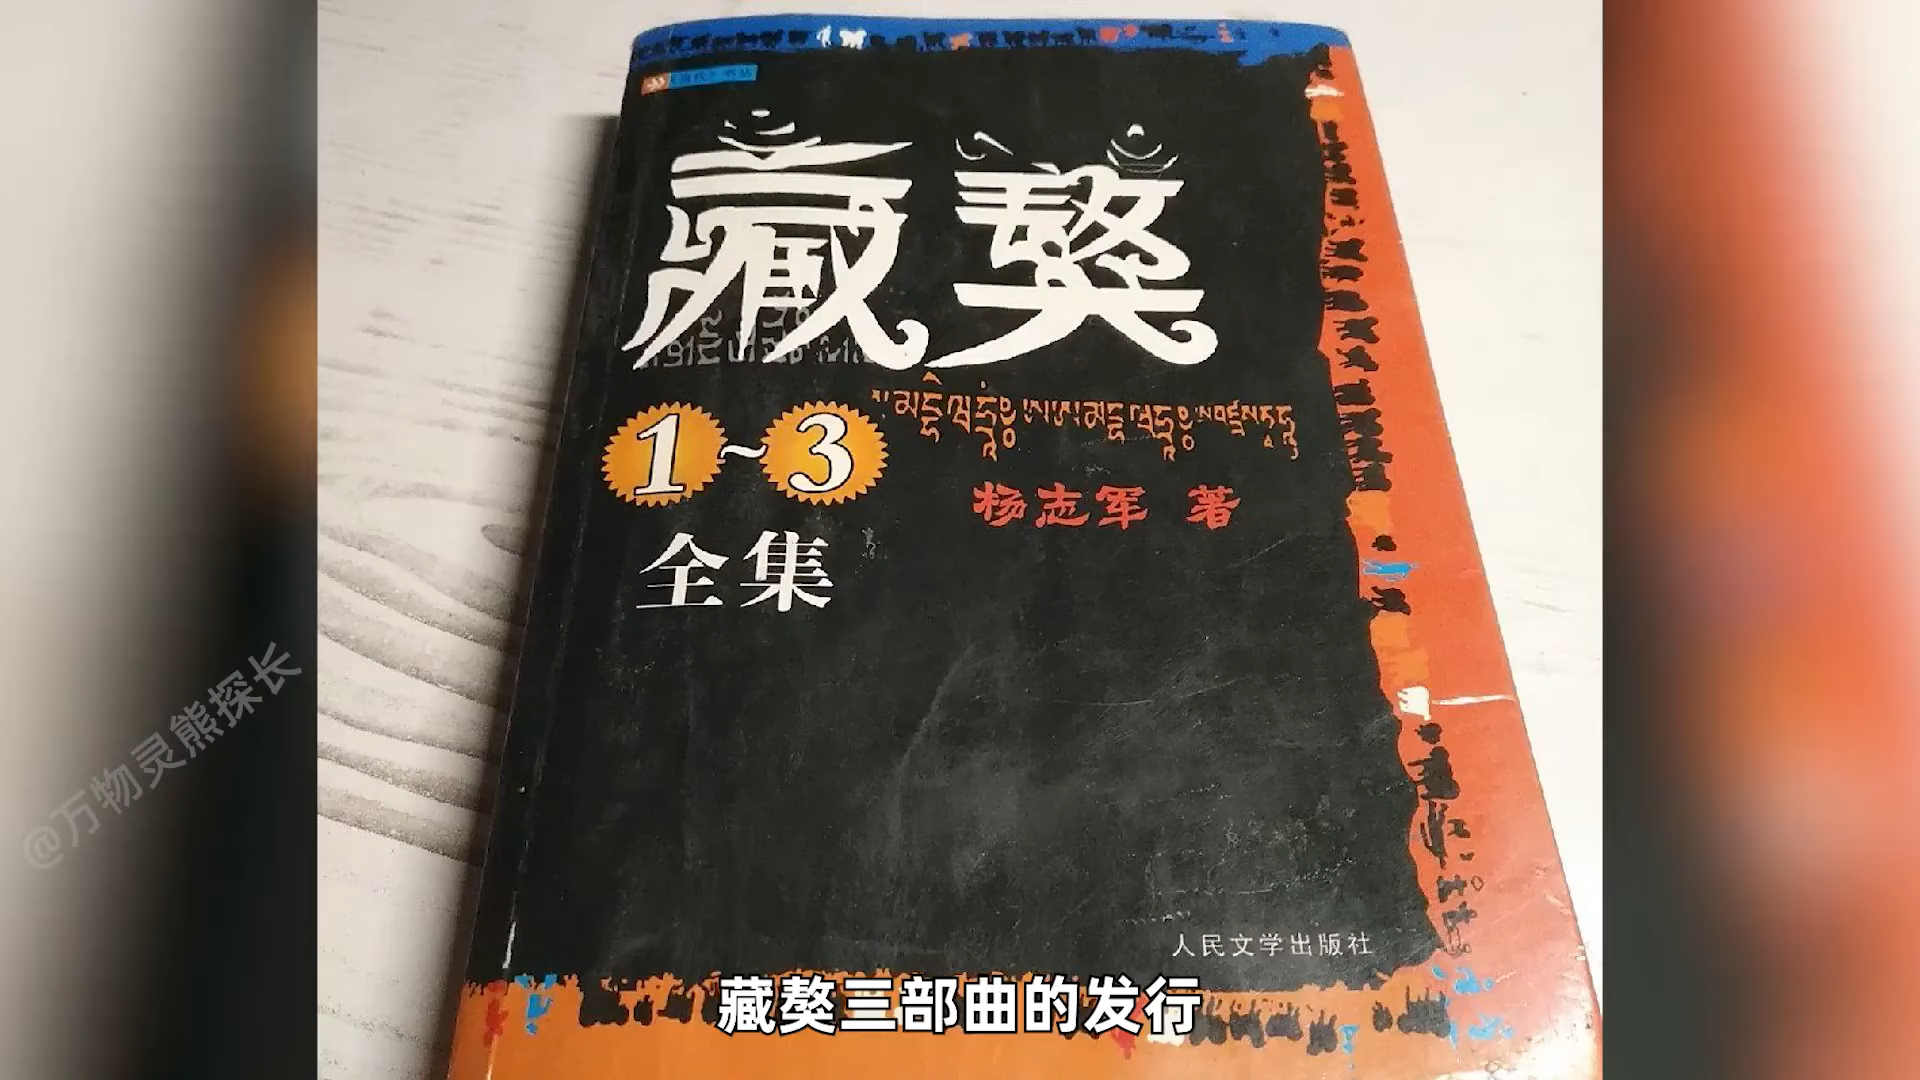 藏獒
1~3
杨志军 著
全集
人民文学出版社
藏獒三部曲的发行
@万物灵熊探长